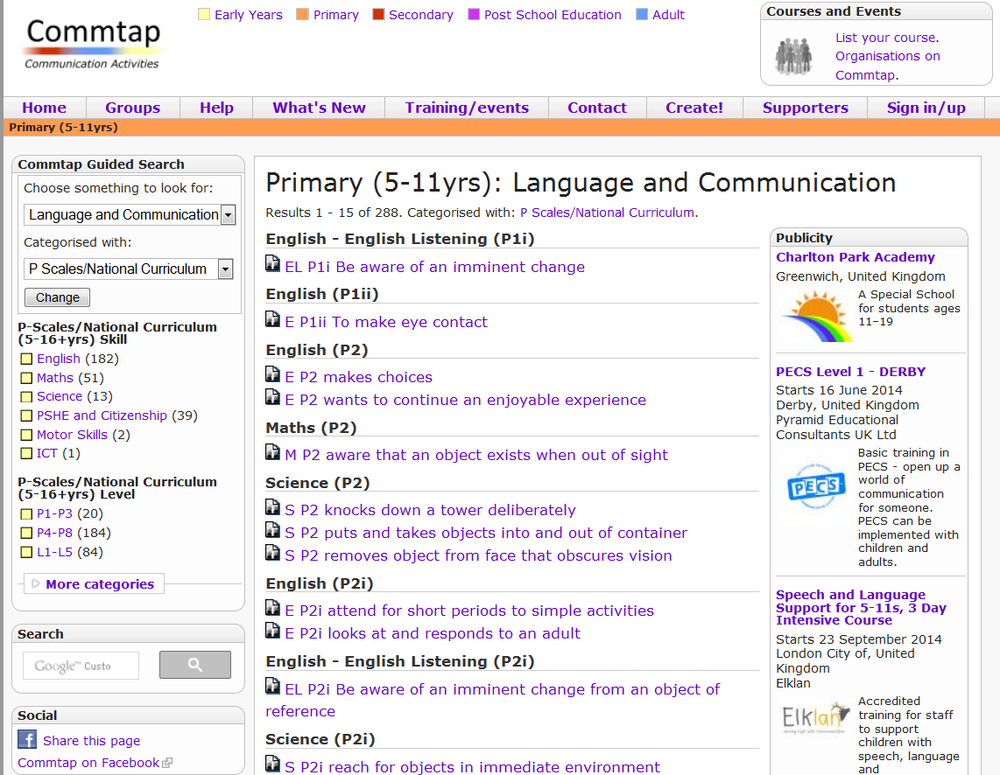 Commtap
Communication Activities
Early Years Primary Secondary Post School Education Adult
Courses and Events
List your course.
Organisations on
Commtap.
Home Groups Help What's New Training/events Contact Create! Supporters Sign in/up
Primary (5-11yrs)
Commtap Guided Search
Choose something to look for:
Language and Communication
Categorised with:
P Scales/National Curriculum
Change
P-Scales/National Curriculum
(5-16+yrs) Skill
English (182)
Maths (51)
Science (13)
PSHE and Citizenship (39)
Motor Skills (2)
ICT (1)
P-Scales/National Curriculum
(5-16+yrs) Level
P1-P3 (20)
P4-P8 (184)
L1-L5 (84)
More categories
Search
Google™ Custo
Social
Share this page
Commtap on Facebook
Primary (5-11yrs): Language and Communication
Results 1 - 15 of 288. Categorised with: P Scales/National Curriculum.
English - English Listening (P1i)
EL P1i Be aware of an imminent change
English (P1ii)
E P1ii To make eye contact
English (P2)
E P2 makes choices
E P2 wants to continue an enjoyable experience
Maths (P2)
M P2 aware that an object exists when out of sight
Science (P2)
S P2 knocks down a tower deliberately
S P2 puts and takes objects into and out of container
S P2 removes object from face that obscures vision
English (P2i)
E P2i attend for short periods to simple activities
E P2i looks at and responds to an adult
English - English Listening (P2i)
EL P2i Be aware of an imminent change from an object of
reference
Science (P2i)
S P2i reach for objects in immediate environment
Publicity
Charlton Park Academy
Greenwich, United Kingdom
A Special School
for students ages
11–19
PECS Level 1 - DERBY
Starts 16 June 2014
Derby, United Kingdom
Pyramid Educational
Consultants UK Ltd
PECS
Basic training in
PECS - open up a
world of
communication
for someone.
PECS can be
implemented with
children and
adults.
Speech and Language
Support for 5-11s, 3 Day
Intensive Course
Starts 23 September 2014
London City of, United
Kingdom
Elklan
Elklan
Accredited
training for staff
to support
children with
speech, language
and